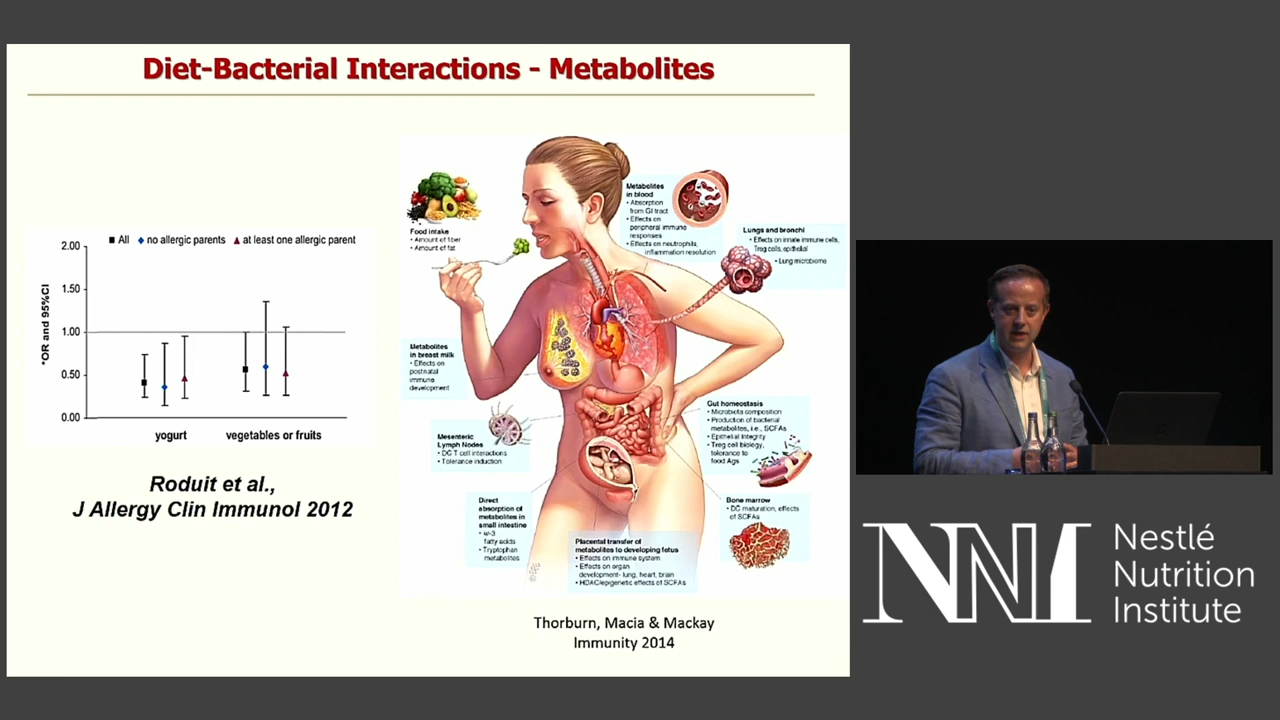 Diet-Bacterial Interactions - Metabolites
All
no allergic parents
at least one allergic parent
*OR and 95%CI
2.00
1.50
1.00
0.50
0.00
yogurt
vegetables or fruits
Roduit et al.,
J Allergy Clin Immunol 2012
Food intake
• Amount of fiber
• Amount of fat
Metabolites
in blood
• Absorption
from GI tract
• Effects on
peripheral immune
responses
• Effects on neutrophils,
inflammation resolution
Lungs and bronchi
• Effects on innate immune cells,
Treg cells, epithelial
• Lung microbiome
Metabolites
in breast milk
• Effects on
postnatal
immune
development
Mesenteric
Lymph Nodes
• DC T cell interactions
• Tolerance induction
Gut homeostasis
• Microbiota composition
• Production of bacterial
metabolites, i.e., SCFAs
• Epithelial integrity
• Treg cell biology,
tolerance to
food Ags
Direct
absorption of
metabolites in
small intestine
• ω-3
fatty acids
• Tryptophan
metabolites
Bone marrow
• DC maturation, effects
of SCFAs
Placental transfer of
metabolites to developing fetus
• Effects on immune system
• Effects on organ
development- lung, heart, brain
• HDAC/epigenetic effects of SCFAs
Thorburn, Macia & Mackay
Immunity 2014
NNI
Nestlé
Nutrition
Institute